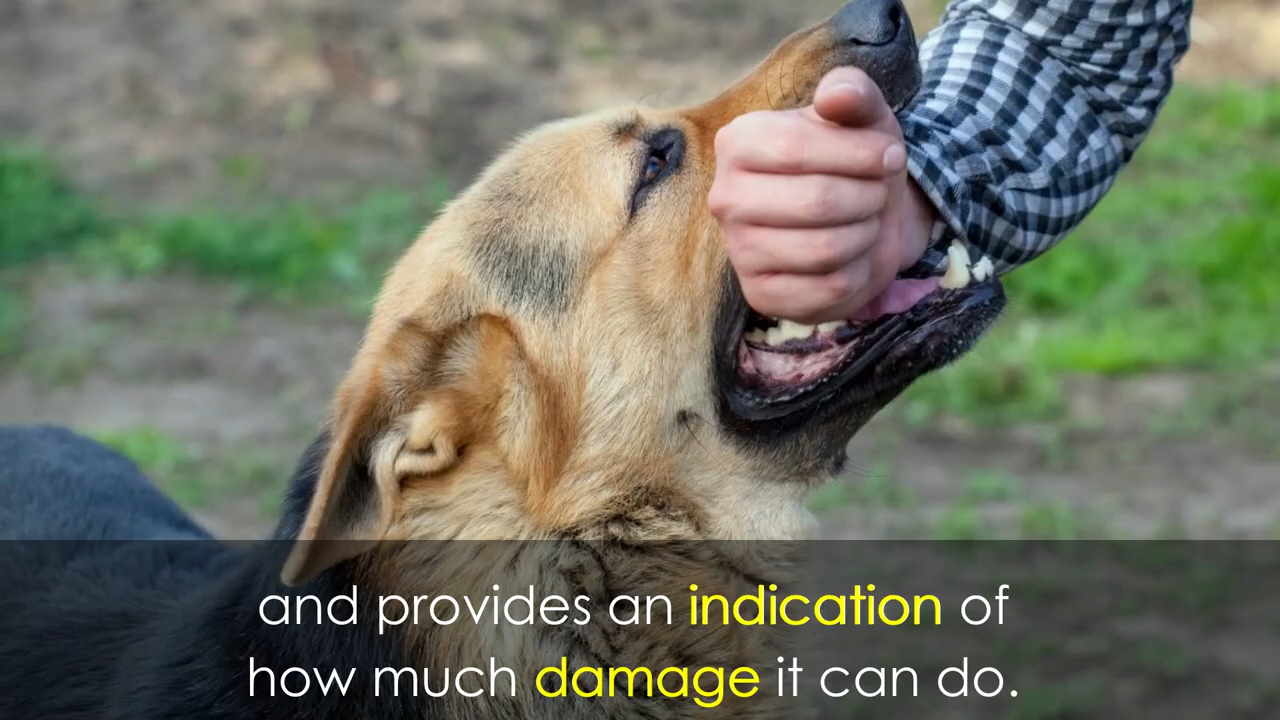 and provides an indication of
how much damage it can do.